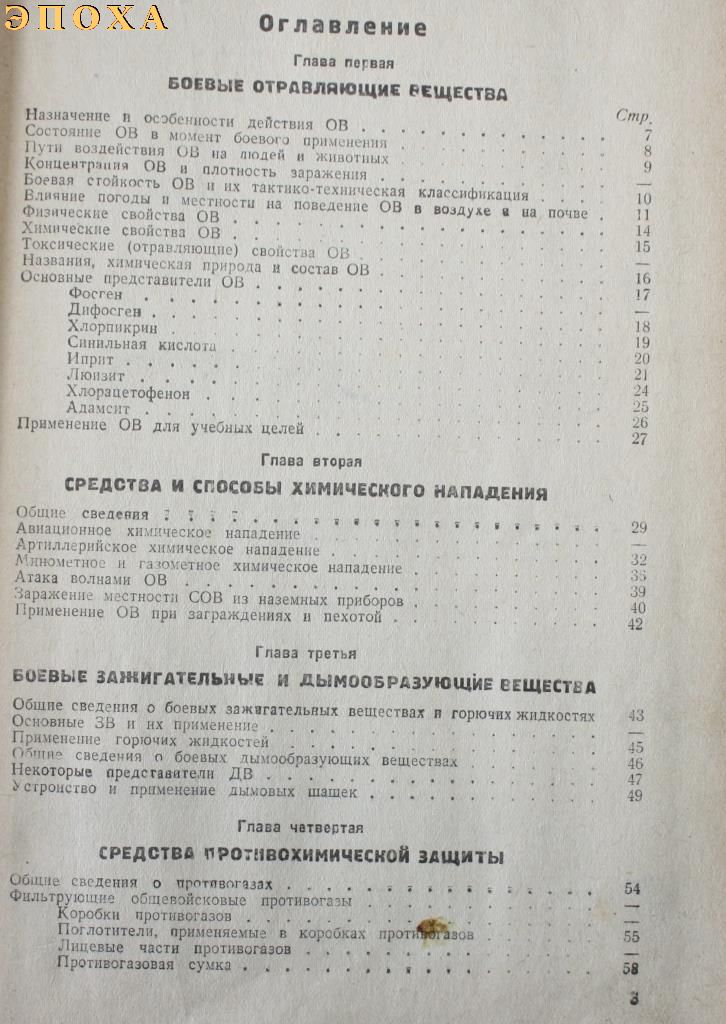 ЭПОХА
Оглавление
Глава первая
БОЕВЫЕ ОТРАВЛЯЮЩИЕ ВЕЩЕСТВА
Стр.
Назначение и особенности действия ОВ 7
Состояние ОВ в момент боевого применения 8
Пути воздействия ОВ на людей и животных 9
Концентрация ОВ и плотность заражения —
Боевая стойкость ОВ и их тактико-техническая классификация 10
Влияние погоды и местности на поведение ОВ в воздухе и на почве 11
Физические свойства ОВ 14
Химические свойства ОВ 15
Токсические (отравляющие) свойства ОВ —
Названия, химическая природа и состав ОВ 16
Основные представители ОВ 17
Фосген —
Дифосген 18
Хлорпикрин 19
Синильная кислота 20
Иприт 21
Люизит 24
Хлорацетофенон 25
Адамсит 26
Применение ОВ для учебных целей 27
Глава вторая
СРЕДСТВА И СПОСОБЫ ХИМИЧЕСКОГО НАПАДЕНИЯ
Общие сведения 29
Авиационное химическое нападение —
Артиллерийское химическое нападение 32
Минометное и газометное химическое нападение 35
Атака волнами ОВ 39
Заражение местности СОВ из наземных приборов 40
Применение ОВ при заграждениях и пехотой 42
Глава третья
БОЕВЫЕ ЗАЖИГАТЕЛЬНЫЕ И ДЫМООБРАЗУЮЩИЕ ВЕЩЕСТВА
Общие сведения о боевых зажигательных веществах и горючих жидкостях 43
Основные ЗВ и их применение —
Применение горючих жидкостей 45
Общие сведения о боевых дымообразующих веществах 46
Некоторые представители ДВ 47
Устройство и применение дымовых шашек 49
Глава четвертая
СРЕДСТВА ПРОТИВОХИМИЧЕСКОЙ ЗАЩИТЫ
Общие сведения о противогазах 54
Фильтрующие общевойсковые противогазы —
Коробки противогазов —
Поглотители, применяемые в коробках противогазов 55
Лицевые части противогазов —
Противогазовая сумка 58
3